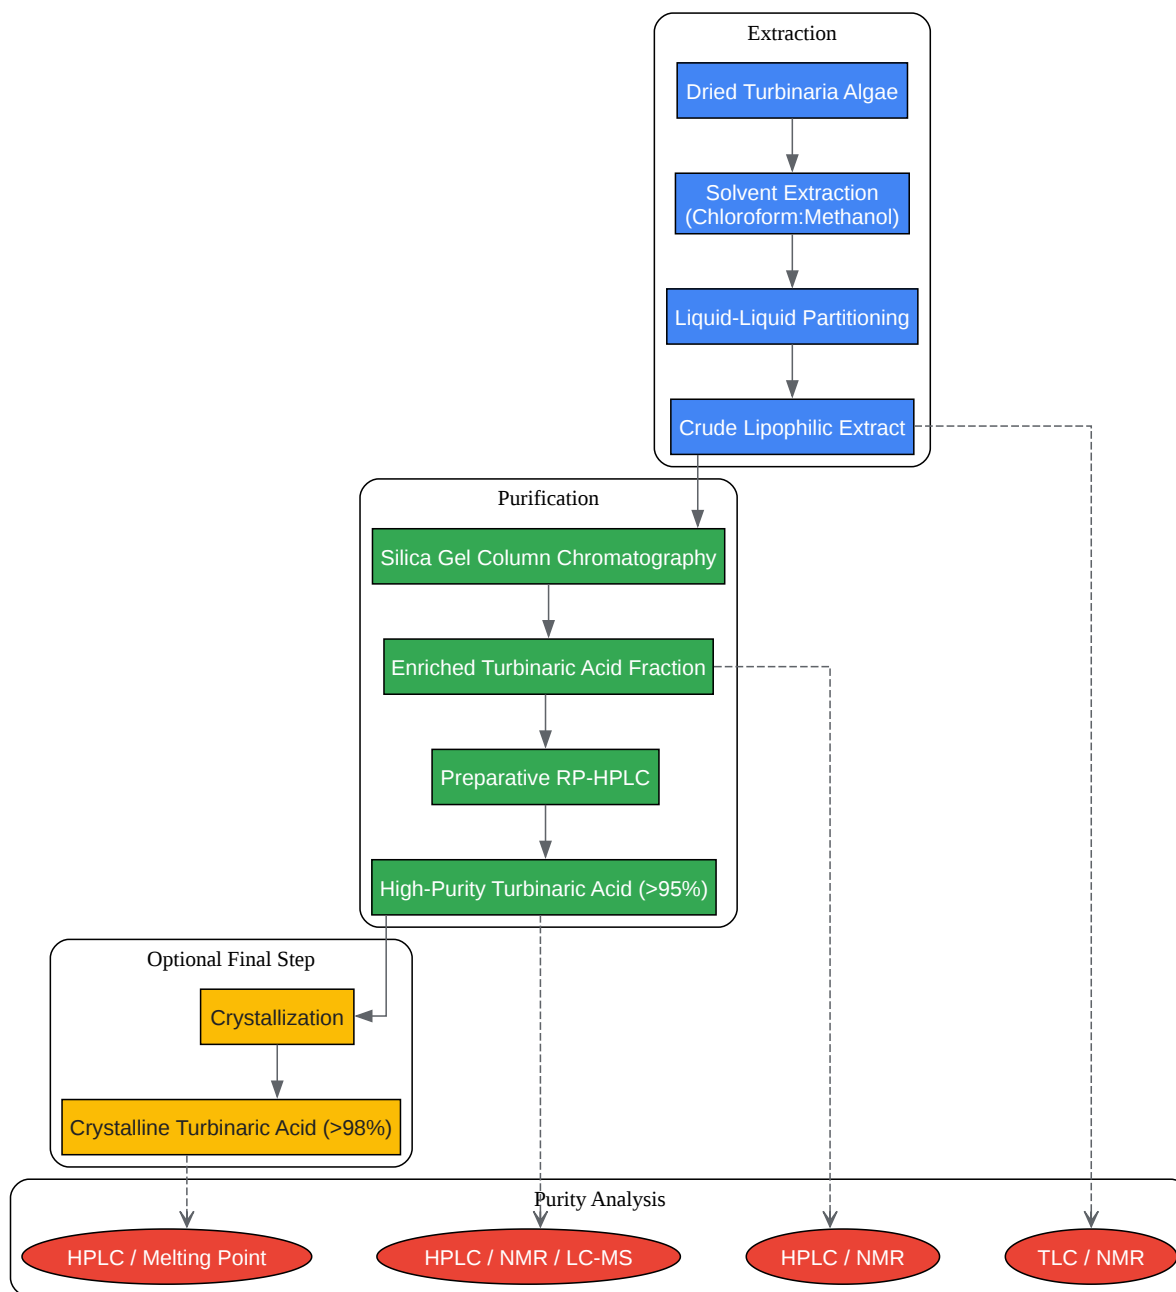 Extraction
Dried Turbinaria Algae
Solvent Extraction
(Chloroform:Methanol)
Liquid-Liquid Partitioning
Crude Lipophilic Extract
Purification
Silica Gel Column Chromatography
Enriched Turbinaric Acid Fraction
Preparative RP-HPLC
High-Purity Turbinaric Acid (>95%)
Optional Final Step
Crystallization
Crystalline Turbinaric Acid (>98%)
Purity Analysis
HPLC / Melting Point
HPLC / NMR / LC-MS
HPLC / NMR
TLC / NMR